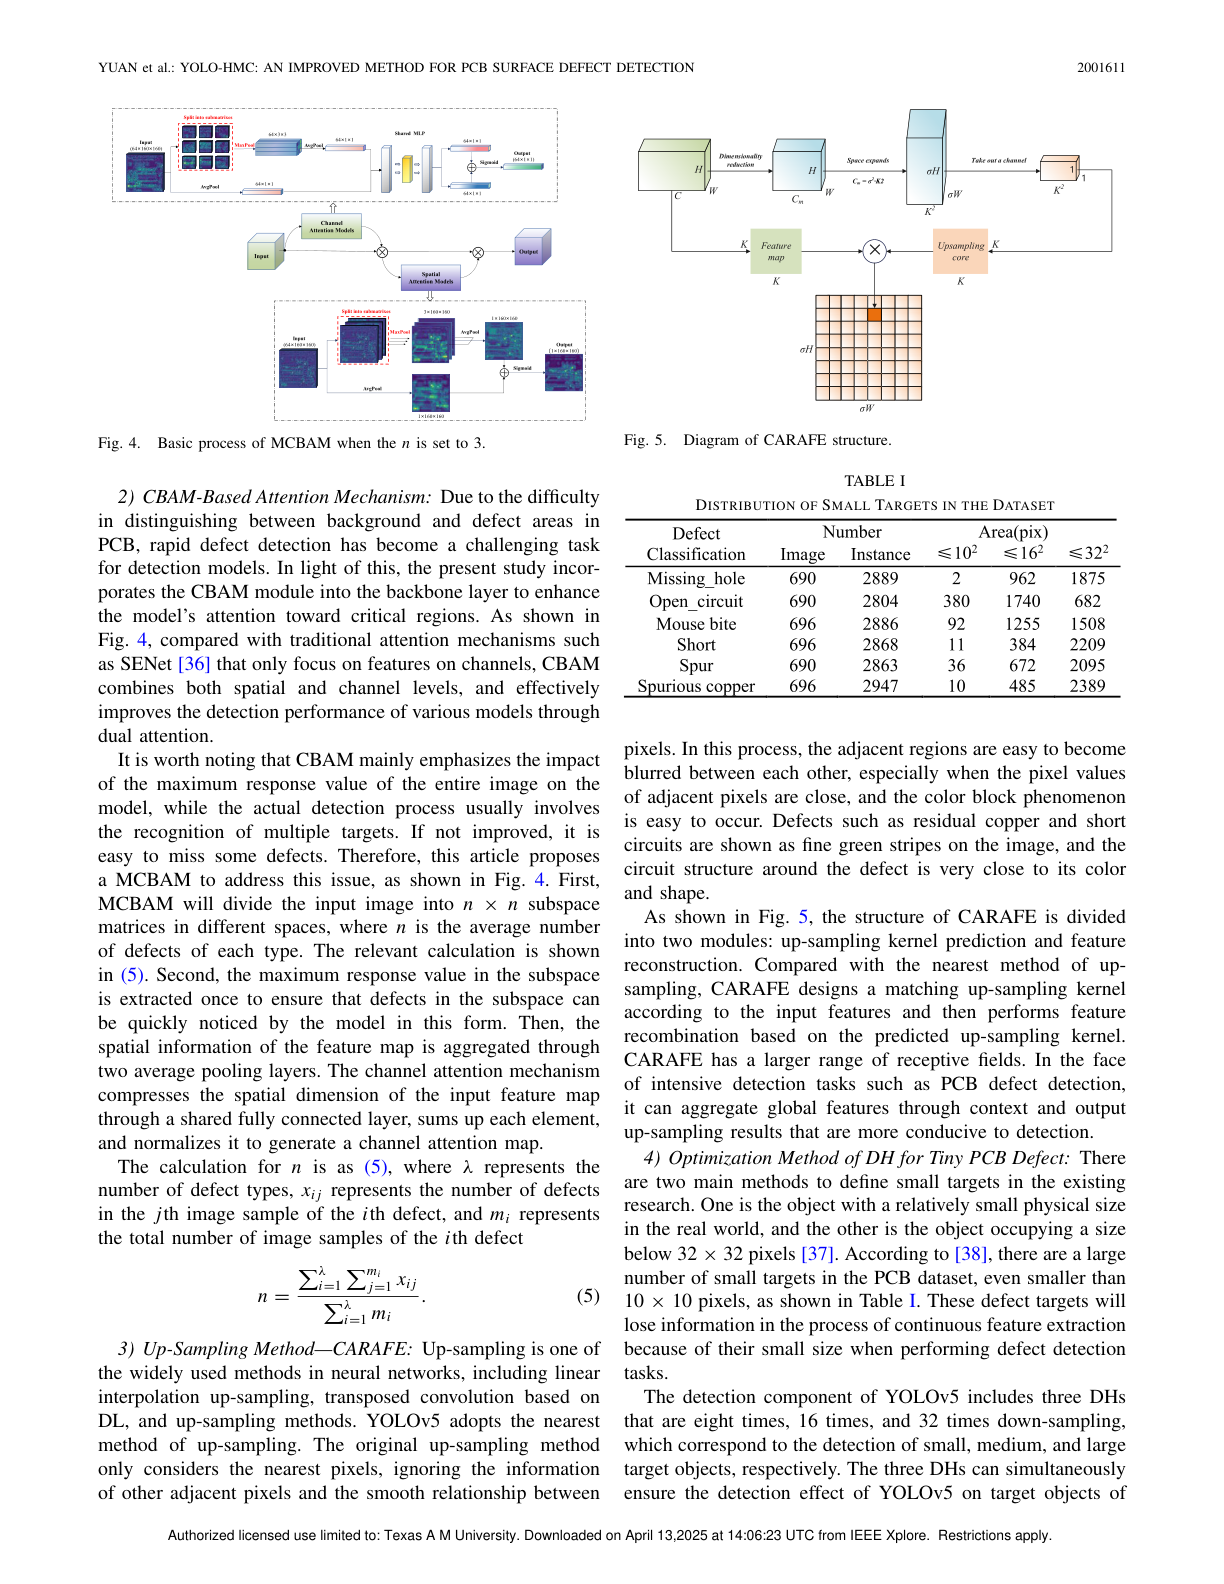 YUAN et al.: YOLO-HMC: AN IMPROVED METHOD FOR PCB SURFACE DEFECT DETECTION 2001611
Split into submatrixes
Input
(64×160×160)
MaxPool
64×3×3
AvgPool
64×1×1
Shared MLP
64×1×1
Sigmoid
Output
(64×1×1)
AvgPool
64×1×1
64×1×1
Channel
Attention Models
Input
Output
Spatial
Attention Models
Split into submatrixes
Input
(64×160×160)
MaxPool
3×160×160
AvgPool
1×160×160
Output
(1×160×160)
Sigmoid
AvgPool
1×160×160
Fig. 4. Basic process of MCBAM when the n is set to 3.
H
W
C
Dimensionality
reduction
H
W
Cm
Space expands
Cm = σ²·K2
σH
σW
K²
Take out a channel
1
1
K²
K
Feature
map
K
Upsampling
core
K
K
σH
σW
Fig. 5. Diagram of CARAFE structure.
2) CBAM-Based Attention Mechanism: Due to the difficulty
in distinguishing between background and defect areas in
PCB, rapid defect detection has become a challenging task
for detection models. In light of this, the present study incor-
porates the CBAM module into the backbone layer to enhance
the model's attention toward critical regions. As shown in
Fig. 4, compared with traditional attention mechanisms such
as SENet [36] that only focus on features on channels, CBAM
combines both spatial and channel levels, and effectively
improves the detection performance of various models through
dual attention.
It is worth noting that CBAM mainly emphasizes the impact
of the maximum response value of the entire image on the
model, while the actual detection process usually involves
the recognition of multiple targets. If not improved, it is
easy to miss some defects. Therefore, this article proposes
a MCBAM to address this issue, as shown in Fig. 4. First,
MCBAM will divide the input image into n × n subspace
matrices in different spaces, where n is the average number
of defects of each type. The relevant calculation is shown
in (5). Second, the maximum response value in the subspace
is extracted once to ensure that defects in the subspace can
be quickly noticed by the model in this form. Then, the
spatial information of the feature map is aggregated through
two average pooling layers. The channel attention mechanism
compresses the spatial dimension of the input feature map
through a shared fully connected layer, sums up each element,
and normalizes it to generate a channel attention map.
The calculation for n is as (5), where λ represents the
number of defect types, x_ij represents the number of defects
in the jth image sample of the ith defect, and m_i represents
the total number of image samples of the ith defect
n = (∑_{i=1}^{λ} ∑_{j=1}^{m_i} x_ij) / (∑_{i=1}^{λ} m_i). (5)
3) Up-Sampling Method—CARAFE: Up-sampling is one of
the widely used methods in neural networks, including linear
interpolation up-sampling, transposed convolution based on
DL, and up-sampling methods. YOLOv5 adopts the nearest
method of up-sampling. The original up-sampling method
only considers the nearest pixels, ignoring the information
of other adjacent pixels and the smooth relationship between
TABLE I
DISTRIBUTION OF SMALL TARGETS IN THE DATASET
Defect Number Area(pix)
Classification Image Instance ≤10² ≤16² ≤32²
Missing_hole 690 2889 2 962 1875
Open_circuit 690 2804 380 1740 682
Mouse bite 696 2886 92 1255 1508
Short 696 2868 11 384 2209
Spur 690 2863 36 672 2095
Spurious copper 696 2947 10 485 2389
pixels. In this process, the adjacent regions are easy to become
blurred between each other, especially when the pixel values
of adjacent pixels are close, and the color block phenomenon
is easy to occur. Defects such as residual copper and short
circuits are shown as fine green stripes on the image, and the
circuit structure around the defect is very close to its color
and shape.
As shown in Fig. 5, the structure of CARAFE is divided
into two modules: up-sampling kernel prediction and feature
reconstruction. Compared with the nearest method of up-
sampling, CARAFE designs a matching up-sampling kernel
according to the input features and then performs feature
recombination based on the predicted up-sampling kernel.
CARAFE has a larger range of receptive fields. In the face
of intensive detection tasks such as PCB defect detection,
it can aggregate global features through context and output
up-sampling results that are more conducive to detection.
4) Optimization Method of DH for Tiny PCB Defect: There
are two main methods to define small targets in the existing
research. One is the object with a relatively small physical size
in the real world, and the other is the object occupying a size
below 32 × 32 pixels [37]. According to [38], there are a large
number of small targets in the PCB dataset, even smaller than
10 × 10 pixels, as shown in Table I. These defect targets will
lose information in the process of continuous feature extraction
because of their small size when performing defect detection
tasks.
The detection component of YOLOv5 includes three DHs
that are eight times, 16 times, and 32 times down-sampling,
which correspond to the detection of small, medium, and large
target objects, respectively. The three DHs can simultaneously
ensure the detection effect of YOLOv5 on target objects of
Authorized licensed use limited to: Texas A M University. Downloaded on April 13,2025 at 14:06:23 UTC from IEEE Xplore. Restrictions apply.